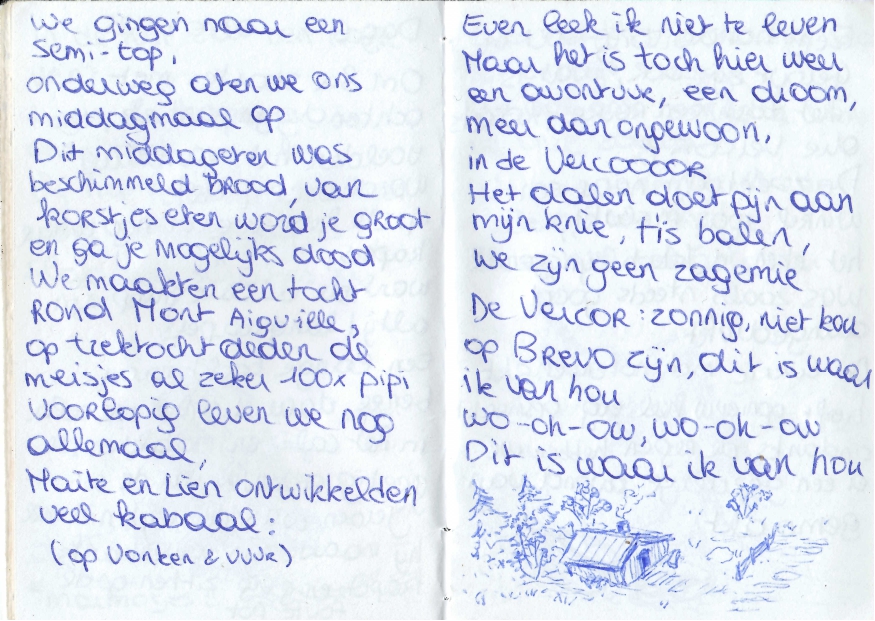 We gingen naar een
semi-top,
onderweg aten we ons
middagmaal op
Dit middageten was
beschimmeld brood, van
korstjes eten word je groot
en ga je mogelijks dood
We maakten een tocht
rond Mont Aiguille,
op trektocht deden de
meisjes al zeker 100x pipi
Voorlopig leven we nog
allemaal,
Maite en Lien ontwikkelden
veel kabaal:
(op Vonken & vuur)
Even leek ik niet te leven
Maar het is toch hier weer
een avontuur, een droom,
meer dan ongewoon,
in de Vercoooor
Het dalen doet pijn aan
mijn knie, tis balen,
we zijn geen zagemie
De Vercor: zonnig, niet kou
op BREVO zijn, dit is waar
ik van hou
wo-oh-ow, wo-oh-ow
Dit is waar ik van hou